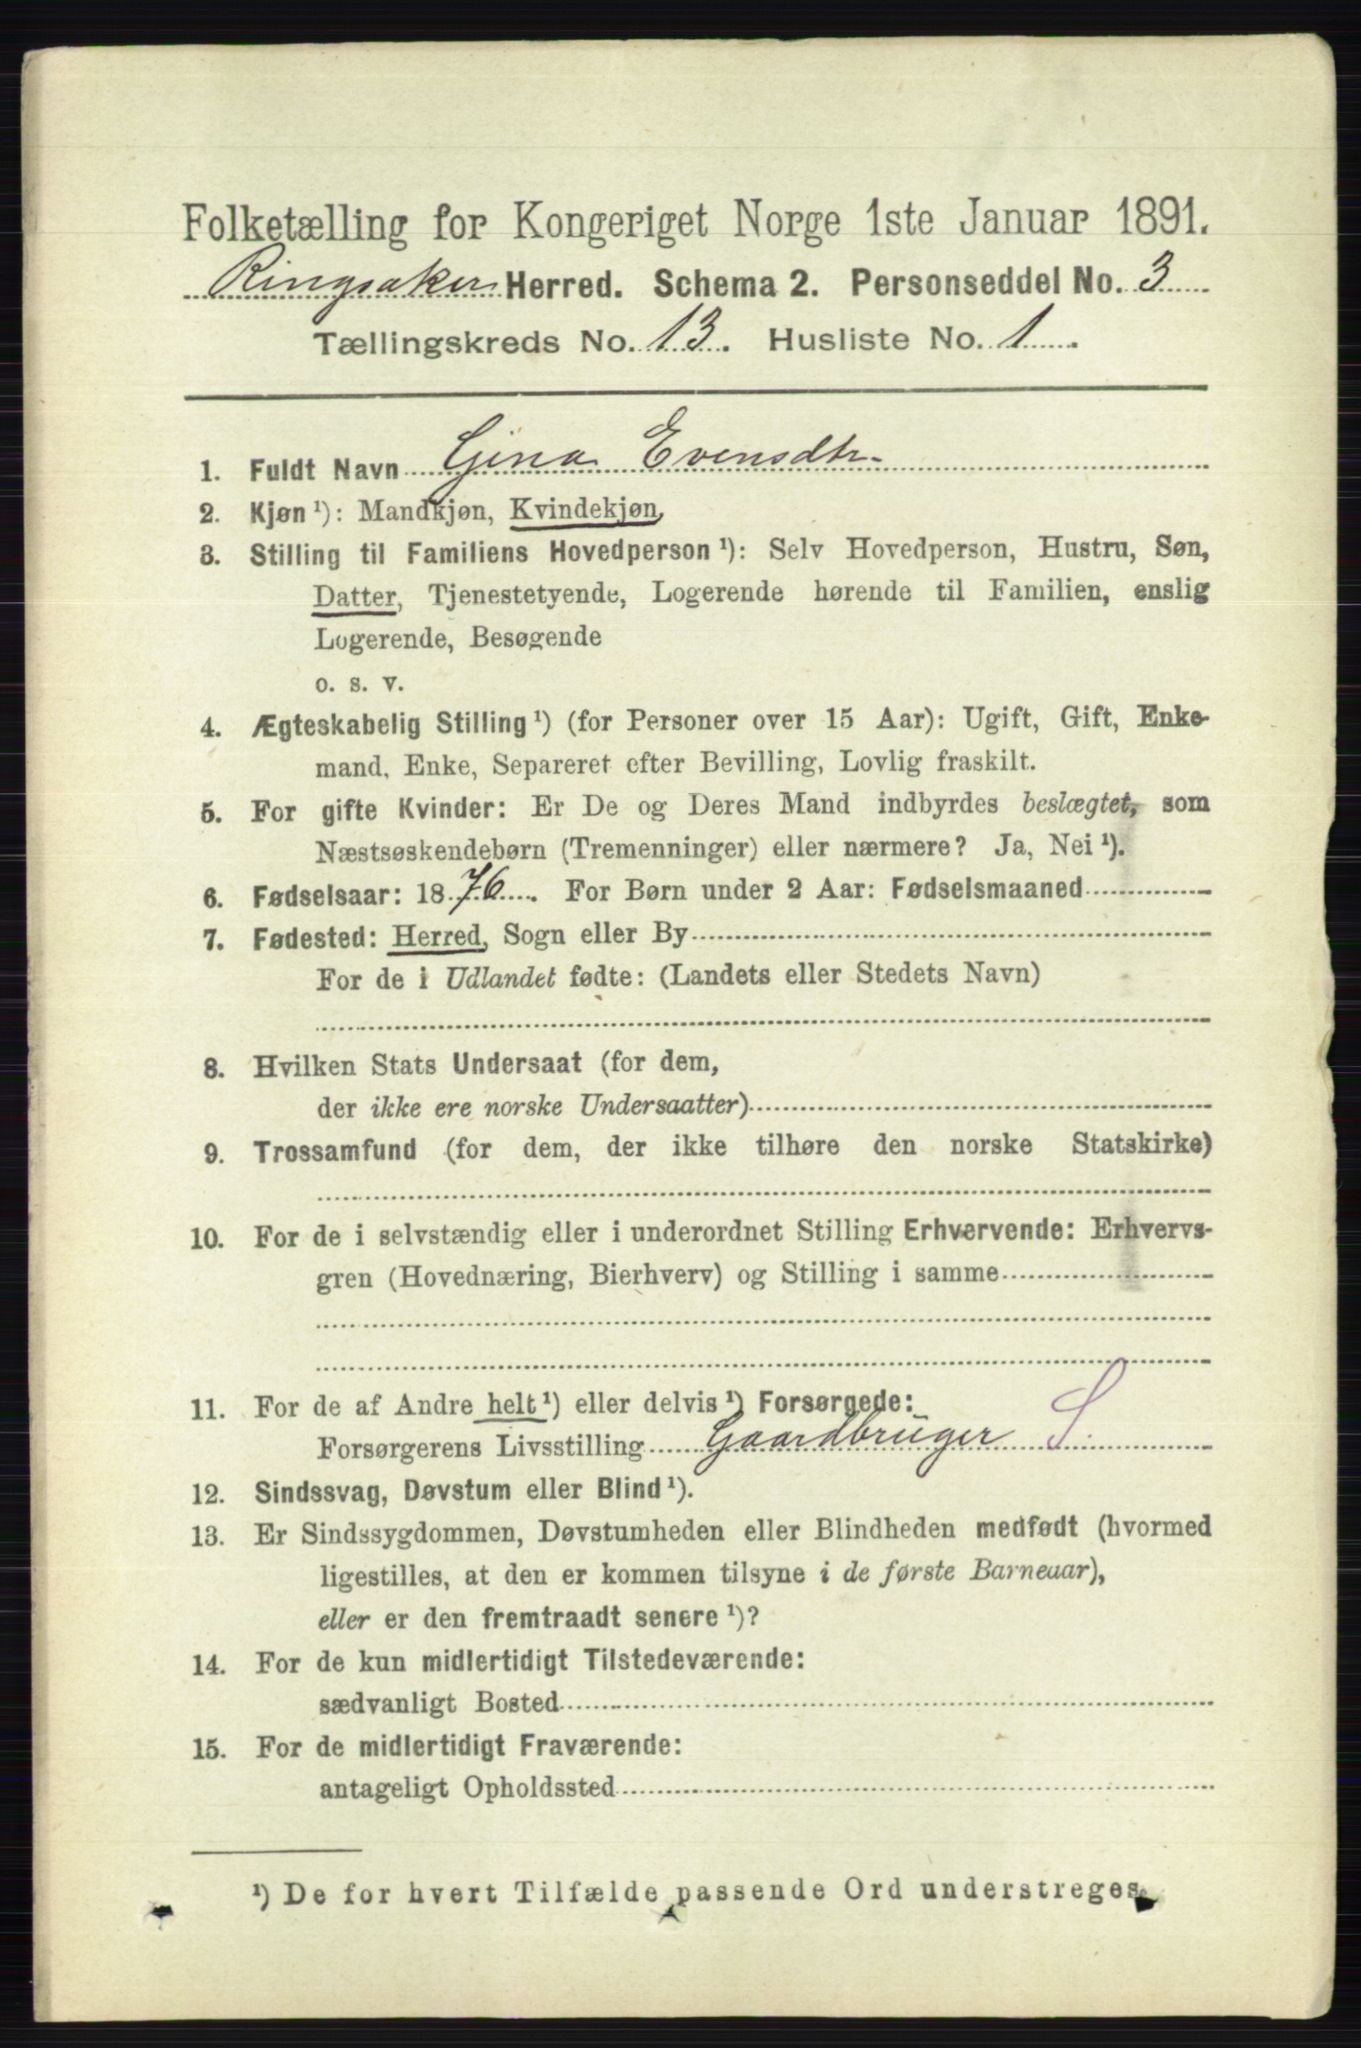 Folketælling for Kongeriget Norge 1ste Januar 1891.
Ringsaker Herred. Schema 2. Personseddel No. 3
Tællingskreds No. 13. Husliste No. 1.
1. Fuldt Navn Gina Evensdtr.
2. Kjøn ¹): Mandkjøn, Kvindekjøn,
3. Stilling til Familiens Hovedperson ¹): Selv Hovedperson, Hustru, Søn,
Datter, Tjenestetyende, Logerende hørende til Familien, enslig
Logerende, Besøgende
o. s. v.
4. Ægteskabelig Stilling ¹) (for Personer over 15 Aar): Ugift, Gift, Enke-
mand, Enke, Separeret efter Bevilling, Lovlig fraskilt.
5. For gifte Kvinder: Er De og Deres Mand indbyrdes beslægtet, som
Næstsøskendebørn (Tremenninger) eller nærmere? Ja, Nei ¹).
6. Fødselsaar: 1876. For Børn under 2 Aar: Fødselsmaaned
7. Fødested: Herred, Sogn eller By
For de i Udlandet fødte: (Landets eller Stedets Navn)
8. Hvilken Stats Undersaat (for dem,
der ikke ere norske Undersaatter)
9. Trossamfund (for dem, der ikke tilhøre den norske Statskirke)
10. For de i selvstændig eller i underordnet Stilling Erhvervende: Erhvervs-
gren (Hovednæring, Bierhverv) og Stilling i samme
11. For de af Andre helt ¹) eller delvis ¹) Forsørgede:
Forsørgerens Livsstilling Gaardbruger S.
12. Sindssvag, Døvstum eller Blind ¹).
13. Er Sindssygdommen, Døvstumheden eller Blindheden medfødt (hvormed
ligestilles, at den er kommen tilsyne i de første Barneaar),
eller er den fremtraadt senere ¹)?
14. For de kun midlertidigt Tilstedeværende:
sædvanligt Bosted
15. For de midlertidigt Fraværende:
antageligt Opholdssted
¹) De for hvert Tilfælde passende Ord understreges.